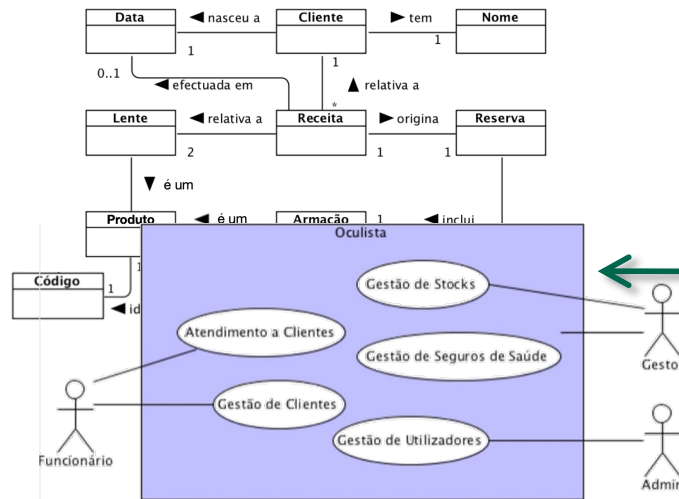 Data ◄ nasceu a Cliente ► tem Nome
1 1
0..1 1
◄ efectuada em ▲ relativa a
*
Lente ◄ relativa a Receita ► origina Reserva
2 1 1
▼ é um
Produto ◄ é um Armação 1 ◄ inclui
Oculista
1
Código 1
◄ id
Gestão de Stocks
Atendimento a Clientes
Gestão de Seguros de Saúde
Gesto
Gestão de Clientes
Gestão de Utilizadores
Funcionário
Admin